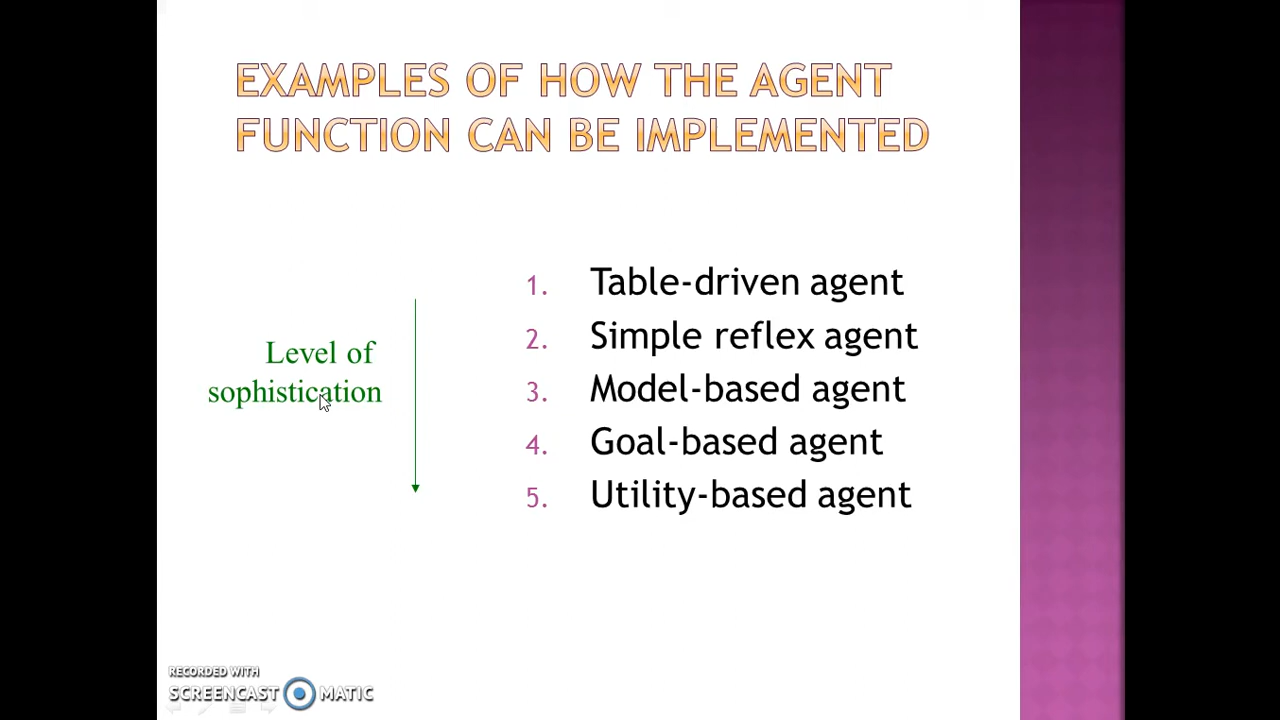 EXAMPLES OF HOW THE AGENT
FUNCTION CAN BE IMPLEMENTED
Level of
sophistication
1. Table-driven agent
2. Simple reflex agent
3. Model-based agent
4. Goal-based agent
5. Utility-based agent
RECORDED WITH
SCREENCAST MATIC